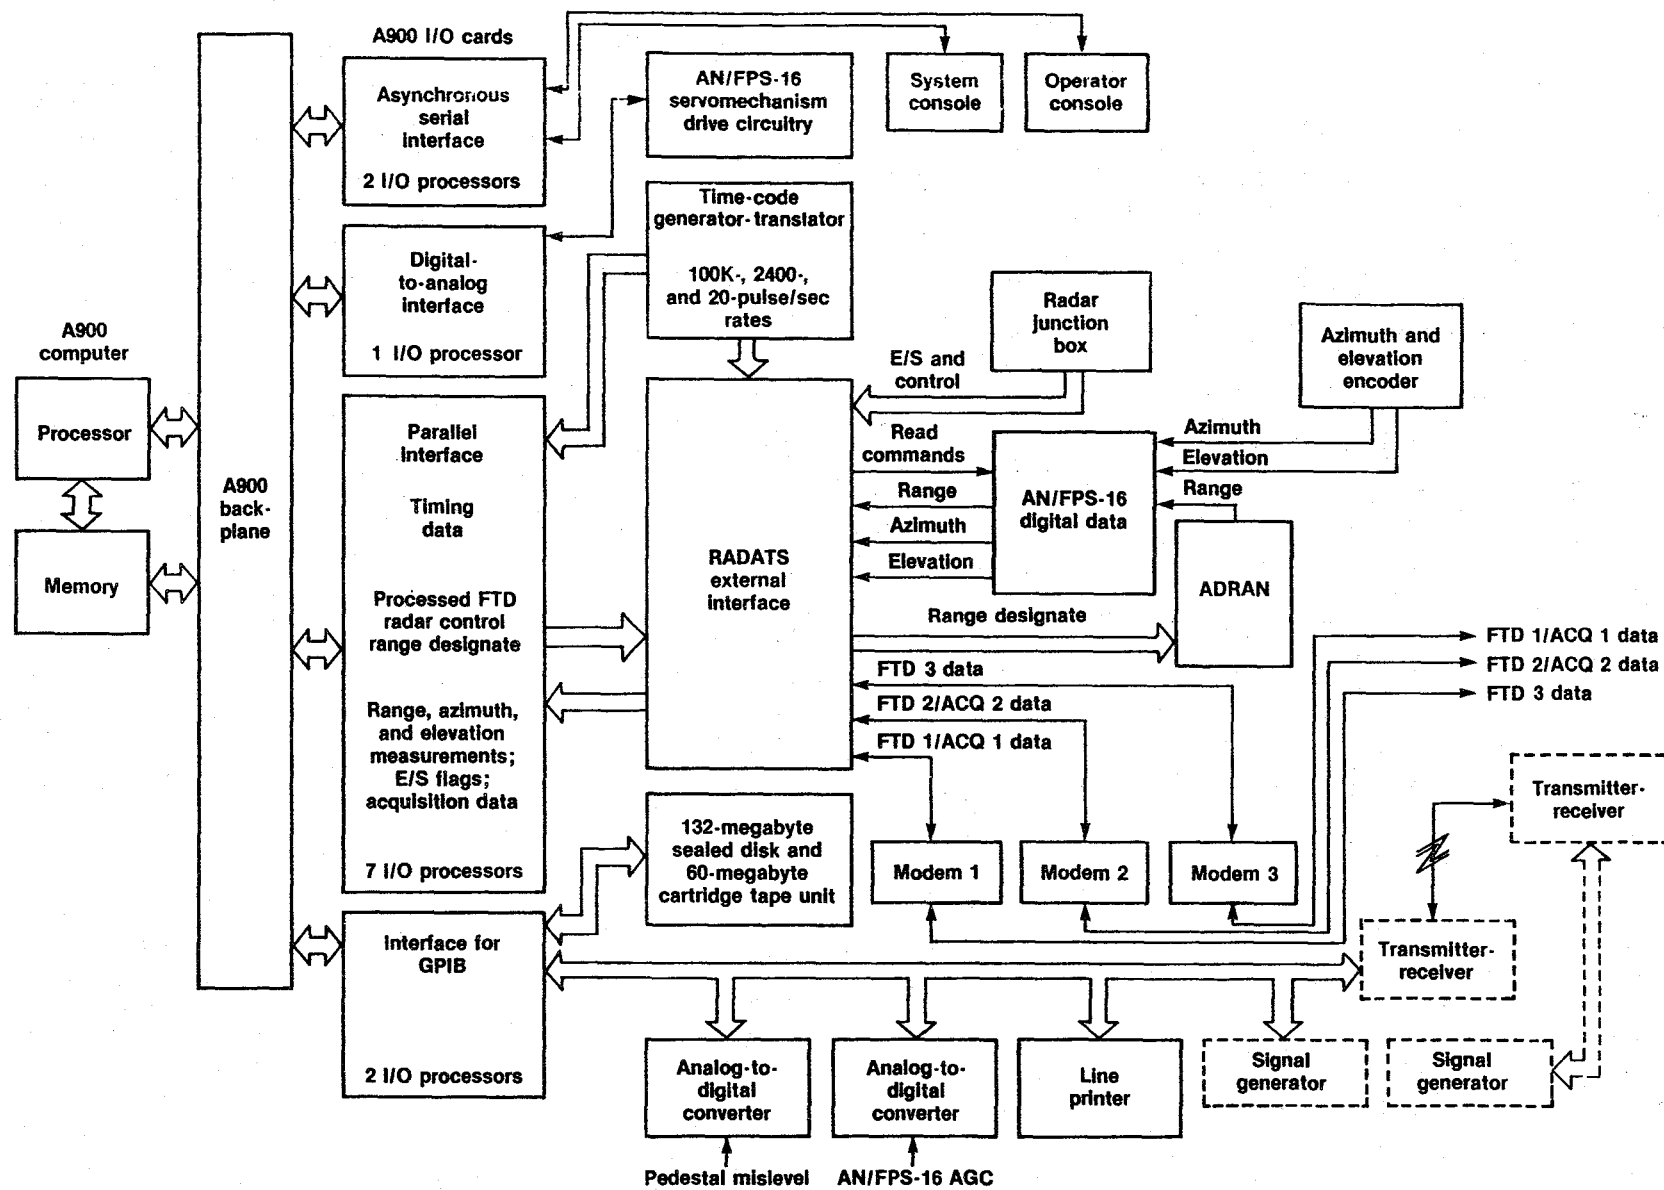 A900 I/O cards
Asynchronous
serial
interface
2 I/O processors
AN/FPS-16
servomechanism
drive circuitry
System
console
Operator
console
Digital-
to-analog
interface
1 I/O processor
Time-code
generator-translator
100K-, 2400-,
and 20-pulse/sec
rates
Radar
junction
box
Azimuth and
elevation
encoder
E/S and
control
A900
computer
Processor
Memory
A900
back-
plane
Parallel
interface
Timing
data
Processed FTD
radar control
range designate
Range, azimuth,
and elevation
measurements;
E/S flags;
acquisition data
7 I/O processors
RADATS
external
interface
Read
commands
Range
Azimuth
Elevation
AN/FPS-16
digital data
Azimuth
Elevation
Range
ADRAN
Range designate
FTD 3 data
FTD 2/ACQ 2 data
FTD 1/ACQ 1 data
FTD 1/ACQ 1 data
FTD 2/ACQ 2 data
FTD 3 data
132-megabyte
sealed disk and
60-megabyte
cartridge tape unit
Modem 1
Modem 2
Modem 3
Transmitter-
receiver
Transmitter-
receiver
Interface for
GPIB
2 I/O processors
Analog-to-
digital
converter
Analog-to-
digital
converter
Line
printer
Signal
generator
Signal
generator
Pedestal mislevel
AN/FPS-16 AGC